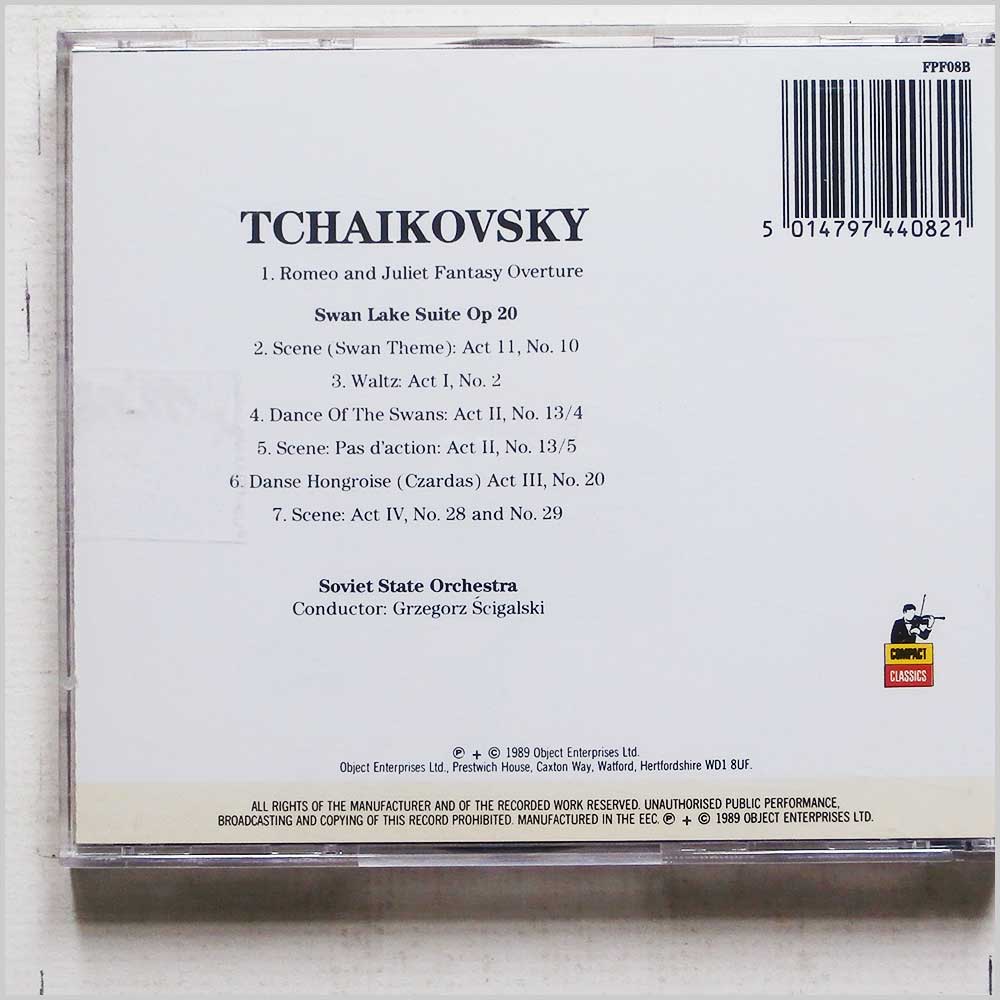 FPF08B
5 014797 440821
TCHAIKOVSKY
1. Romeo and Juliet Fantasy Overture
Swan Lake Suite Op 20
2. Scene (Swan Theme): Act 11, No. 10
3. Waltz: Act I, No. 2
4. Dance Of The Swans: Act II, No. 13/4
5. Scene: Pas d'action: Act II, No. 13/5
6. Danse Hongroise (Czardas) Act III, No. 20
7. Scene: Act IV, No. 28 and No. 29
Soviet State Orchestra
Conductor: Grzegorz Ścigalski
COMPACT
CLASSICS
℗ + © 1989 Object Enterprises Ltd.
Object Enterprises Ltd., Prestwich House, Caxton Way, Watford, Hertfordshire WD1 8UF.
ALL RIGHTS OF THE MANUFACTURER AND OF THE RECORDED WORK RESERVED. UNAUTHORISED PUBLIC PERFORMANCE,
BROADCASTING AND COPYING OF THIS RECORD PROHIBITED. MANUFACTURED IN THE EEC. ℗ + © 1989 OBJECT ENTERPRISES LTD.